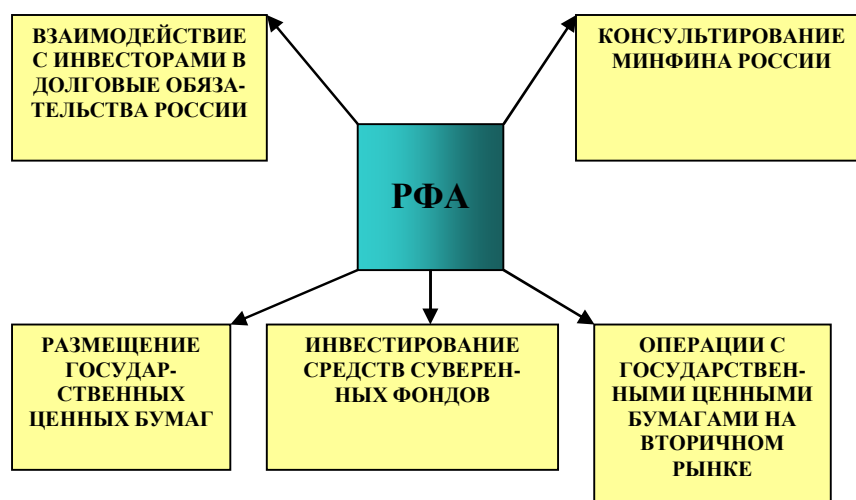 ВЗАИМОДЕЙСТВИЕ
С ИНВЕСТОРАМИ В
ДОЛГОВЫЕ ОБЯЗА-
ТЕЛЬСТВА РОССИИ
КОНСУЛЬТИРОВАНИЕ
МИНФИНА РОССИИ
РФА
РАЗМЕЩЕНИЕ
ГОСУДАР-
СТВЕННЫХ
ЦЕННЫХ БУМАГ
ИНВЕСТИРОВАНИЕ
СРЕДСТВ СУВЕРЕН-
НЫХ ФОНДОВ
ОПЕРАЦИИ С
ГОСУДАРСТВЕН-
НЫМИ ЦЕННЫМИ
БУМАГАМИ НА
ВТОРИЧНОМ
РЫНКЕ